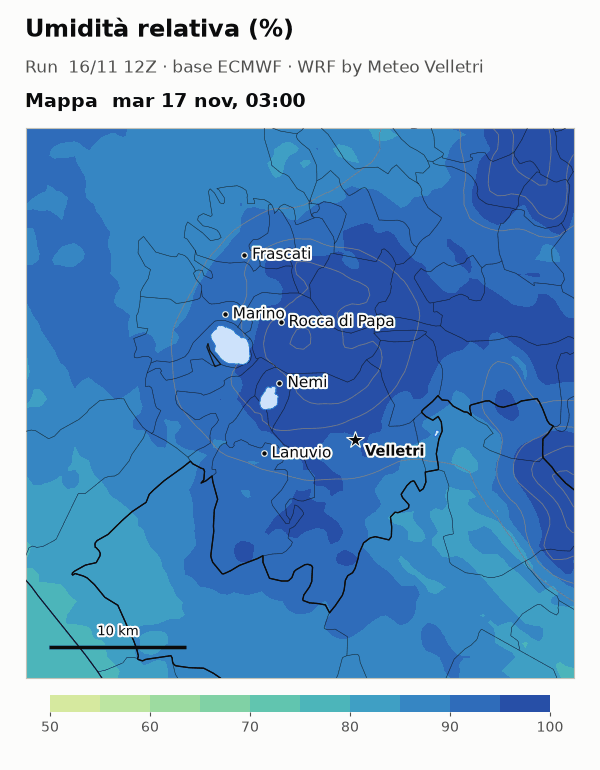 Umidità relativa (%)
Run  16/11 12Z · base ECMWF · WRF by Meteo Velletri
Mappa  mar 17 nov, 03:00
Frascati
Marino
Rocca di Papa
Nemi
Velletri
Lanuvio
10 km
50 60 70 80 90 100